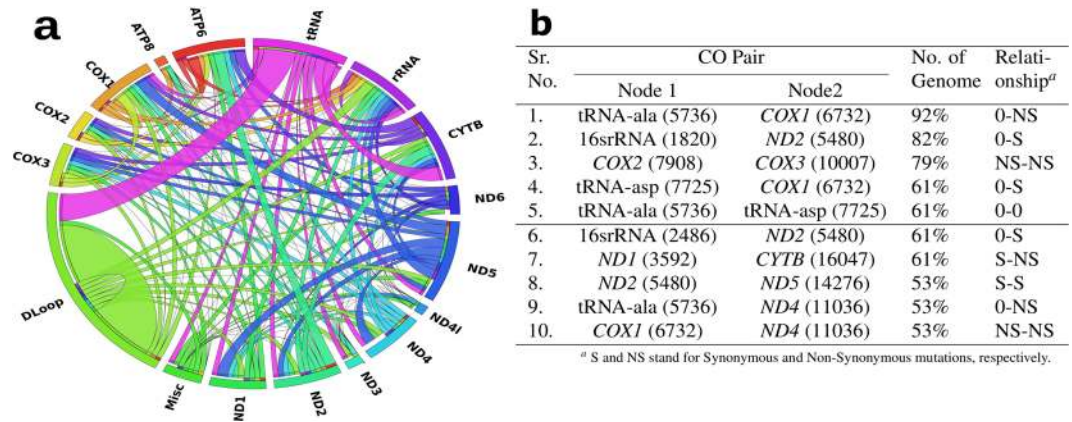 a
ATP6
tRNA
rRNA
CYTB
ND6
ND5
ND4l
ND4
ND3
ND2
ND1
Misc
DLoop
COX3
COX2
COX1
ATP8
b
Sr. No. CO Pair No. of Genome Relati-onshipᵃ
Node 1 Node2
1. tRNA-ala (5736) COX1 (6732) 92% 0-NS
2. 16srRNA (1820) ND2 (5480) 82% 0-S
3. COX2 (7908) COX3 (10007) 79% NS-NS
4. tRNA-asp (7725) COX1 (6732) 61% 0-S
5. tRNA-ala (5736) tRNA-asp (7725) 61% 0-0
6. 16srRNA (2486) ND2 (5480) 61% 0-S
7. ND1 (3592) CYTB (16047) 61% S-NS
8. ND2 (5480) ND5 (14276) 53% S-S
9. tRNA-ala (5736) ND4 (11036) 53% 0-NS
10. COX1 (6732) ND4 (11036) 53% NS-NS
ᵃ S and NS stand for Synonymous and Non-Synonymous mutations, respectively.